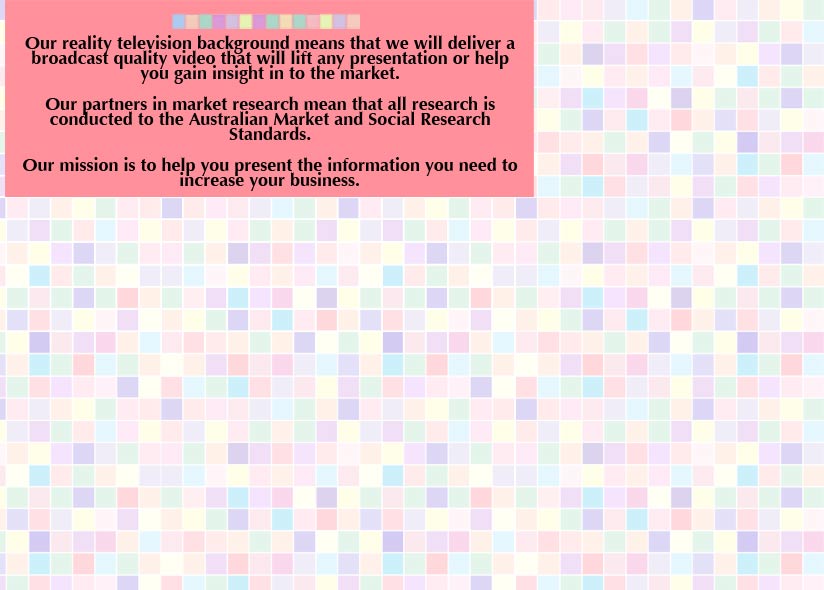 Our reality television background means that we will deliver a
broadcast quality video that will lift any presentation or help
you gain insight in to the market.
Our partners in market research mean that all research is
conducted to the Australian Market and Social Research
Standards.
Our mission is to help you present the information you need to
increase your business.